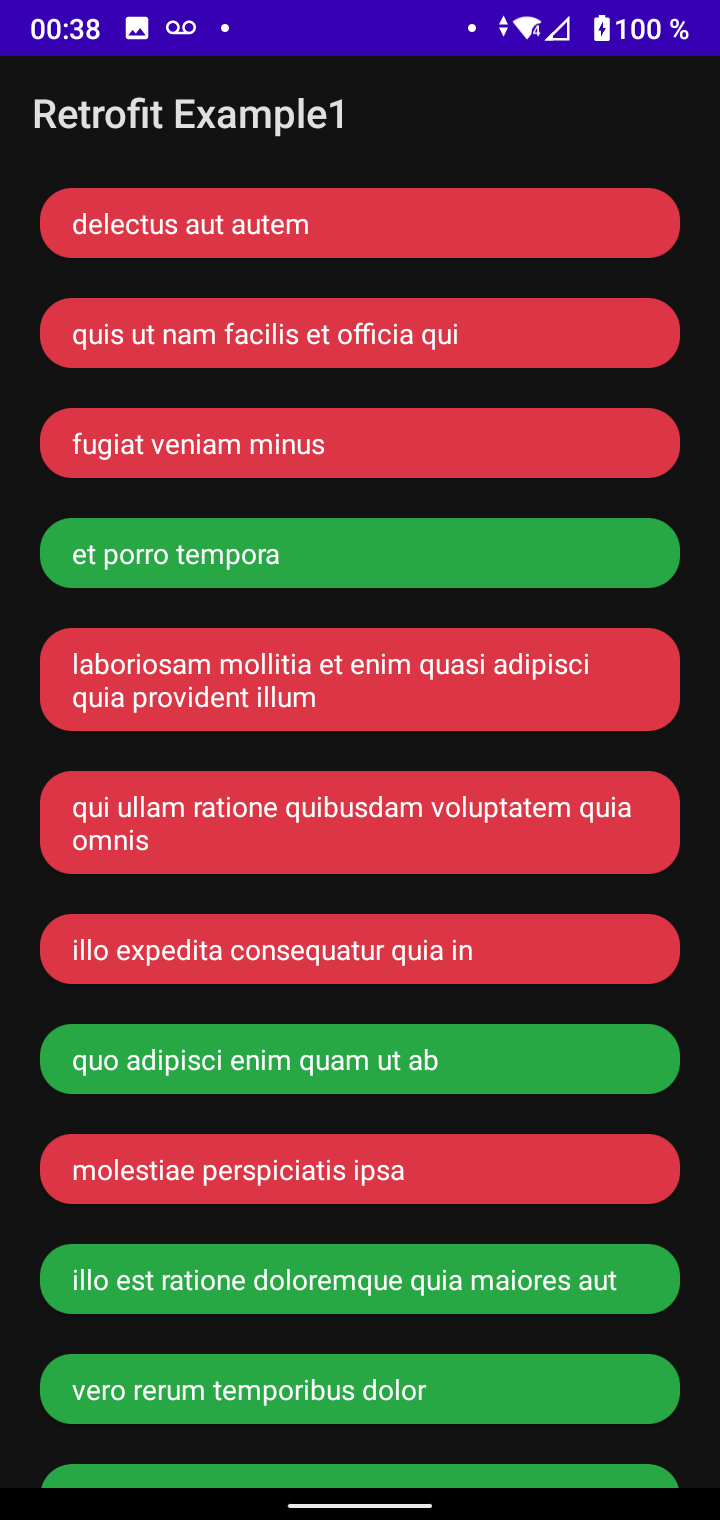 00:38 4 100 %
Retrofit Example1
delectus aut autem
quis ut nam facilis et officia qui
fugiat veniam minus
et porro tempora
laboriosam mollitia et enim quasi adipisci
quia provident illum
qui ullam ratione quibusdam voluptatem quia
omnis
illo expedita consequatur quia in
quo adipisci enim quam ut ab
molestiae perspiciatis ipsa
illo est ratione doloremque quia maiores aut
vero rerum temporibus dolor